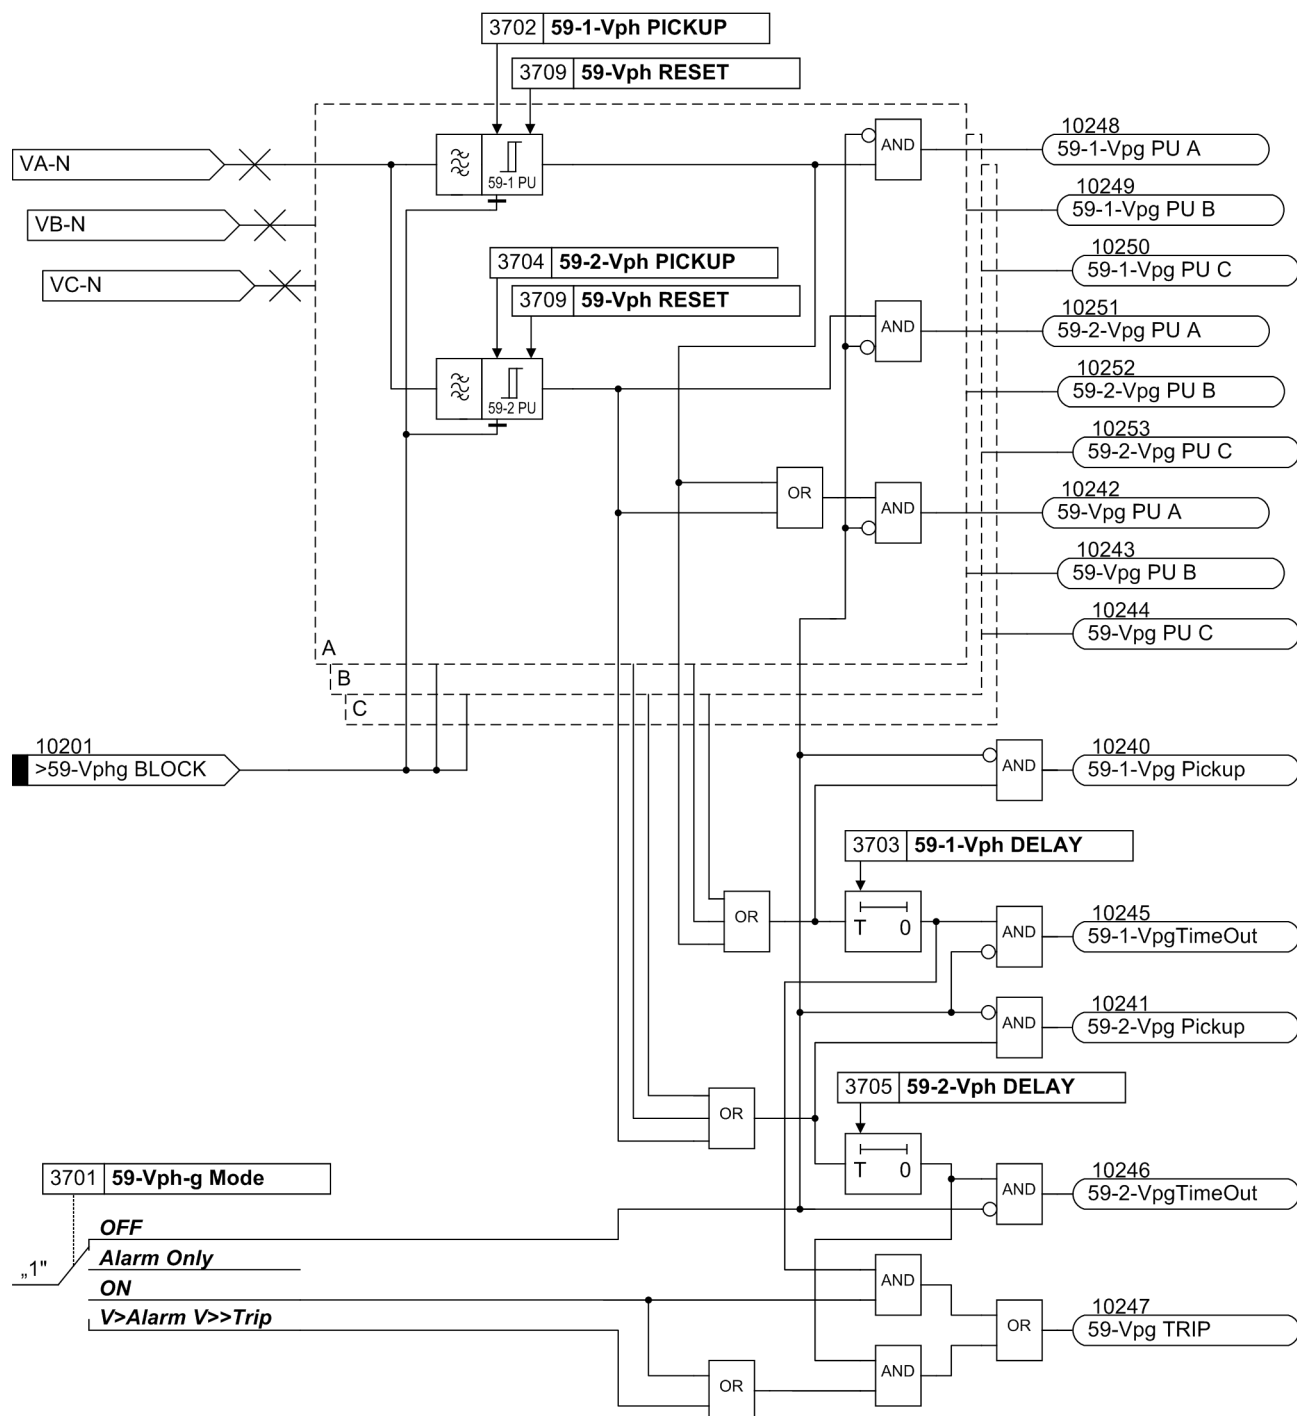 3702 59-1-Vph PICKUP
3709 59-Vph RESET
10248
VA-N
59-1 PU
AND
59-1-Vpg PU A
10249
VB-N
59-1-Vpg PU B
10250
3704 59-2-Vph PICKUP
59-1-Vpg PU C
VC-N
3709 59-Vph RESET
10251
AND
59-2-Vpg PU A
10252
59-2 PU
59-2-Vpg PU B
10253
59-2-Vpg PU C
10242
OR
AND
59-Vpg PU A
10243
59-Vpg PU B
10244
59-Vpg PU C
A
B
C
10201
>59-Vphg BLOCK
10240
AND
59-1-Vpg Pickup
3703 59-1-Vph DELAY
10245
OR
T 0
AND
59-1-VpgTimeOut
10241
AND
59-2-Vpg Pickup
3705 59-2-Vph DELAY
OR
10246
T 0
AND
59-2-VpgTimeOut
3701 59-Vph-g Mode
OFF
Alarm Only
„1"
AND
ON
10247
V>Alarm V>>Trip
OR
59-Vpg TRIP
AND
OR